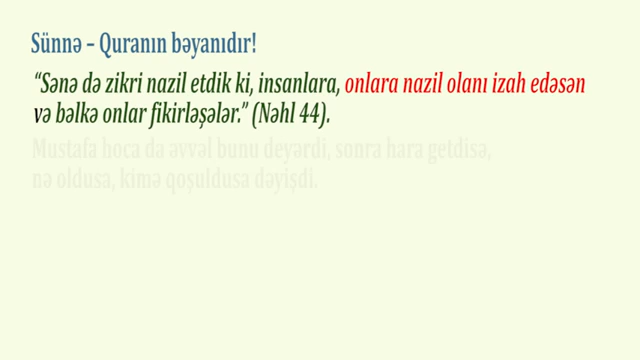 Sünnə – Quranın bəyanıdır!
“Sənə də zikri nazil etdik ki, insanlara, onlara nazil olanı izah edəsən
və bəlkə onlar fikirləşələr.” (Nəhl 44).
Mustafa hoca da əvvəl bunu deyərdi, sonra hara getdisə,
nə oldusa, kimə qoşuldusa dəyişdi.